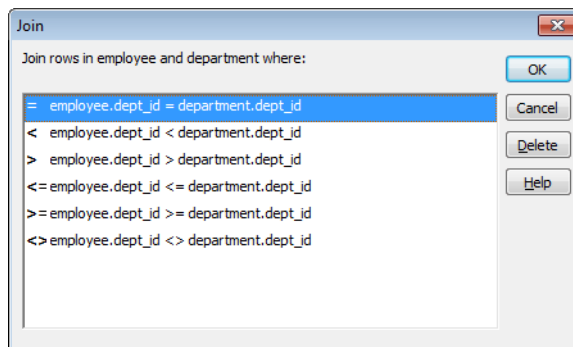 Join
Join rows in employee and department where:
OK
= employee.dept_id = department.dept_id
Cancel
< employee.dept_id < department.dept_id
> employee.dept_id > department.dept_id
Delete
<= employee.dept_id <= department.dept_id
Help
>= employee.dept_id >= department.dept_id
<> employee.dept_id <> department.dept_id